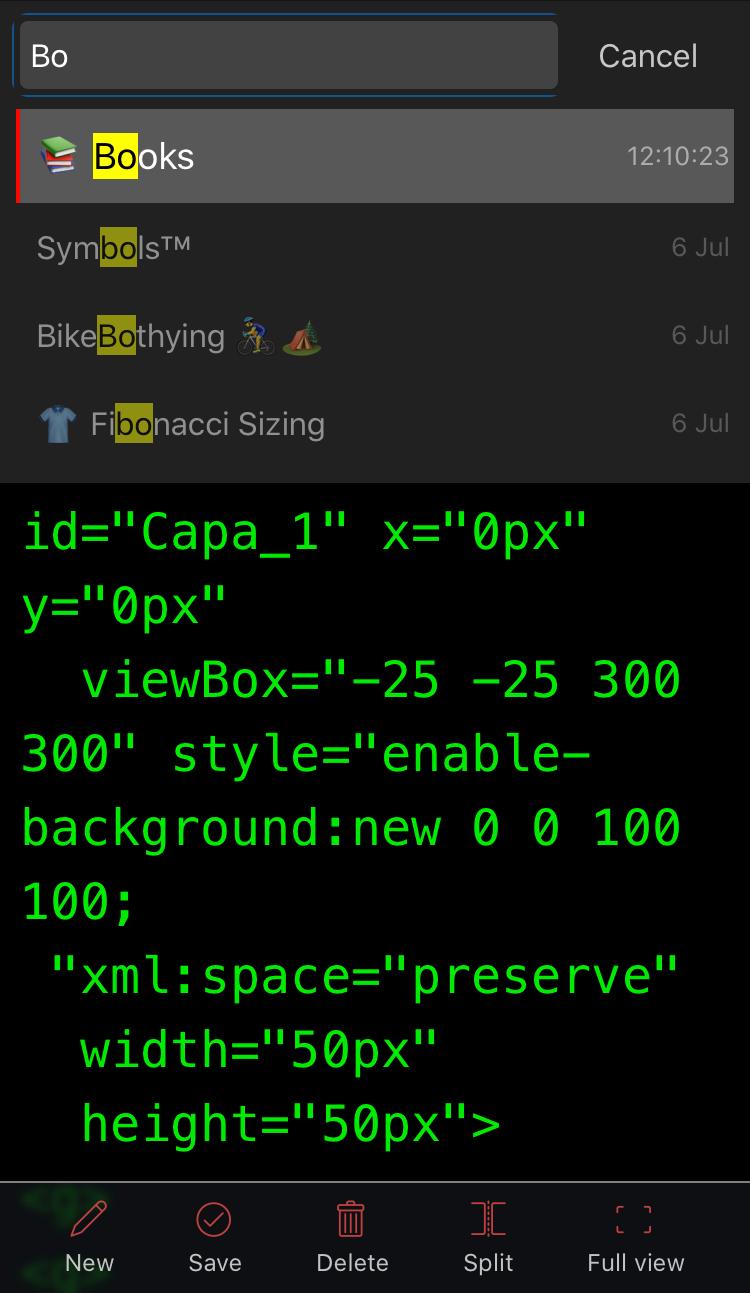 Bo Cancel
Books 12:10:23
Symbols™ 6 Jul
BikeBothying 6 Jul
Fibonacci Sizing 6 Jul
id="Capa_1" x="0px"
y="0px"
viewBox="-25 -25 300
300" style="enable-
background:new 0 0 100
100;
"xml:space="preserve"
width="50px"
height="50px">
<g>
<g>
New Save Delete Split Full view